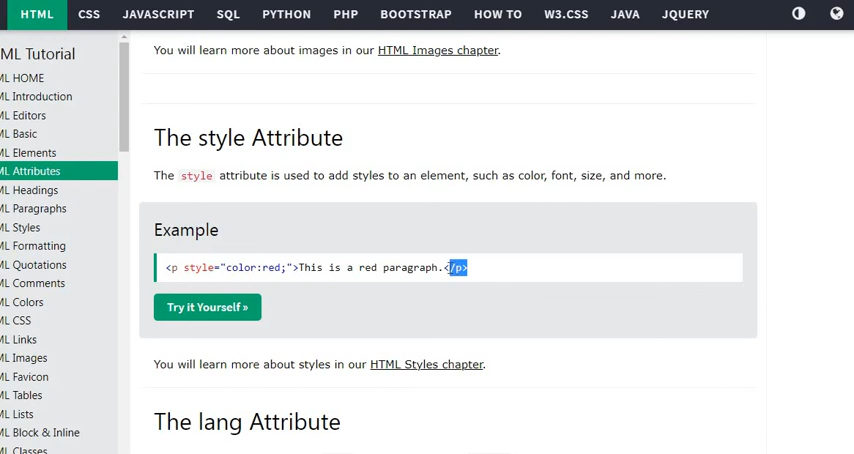 HTML CSS JAVASCRIPT SQL PYTHON PHP BOOTSTRAP HOW TO W3.CSS JAVA JQUERY
ML Tutorial
ML HOME
ML Introduction
ML Editors
ML Basic
ML Elements
ML Attributes
ML Headings
ML Paragraphs
ML Styles
ML Formatting
ML Quotations
ML Comments
ML Colors
ML CSS
ML Links
ML Images
ML Favicon
ML Tables
ML Lists
ML Block & Inline
ML Classes
You will learn more about images in our HTML Images chapter.
The style Attribute
The style attribute is used to add styles to an element, such as color, font, size, and more.
Example
<p style="color:red;">This is a red paragraph.</p>
Try it Yourself »
You will learn more about styles in our HTML Styles chapter.
The lang Attribute